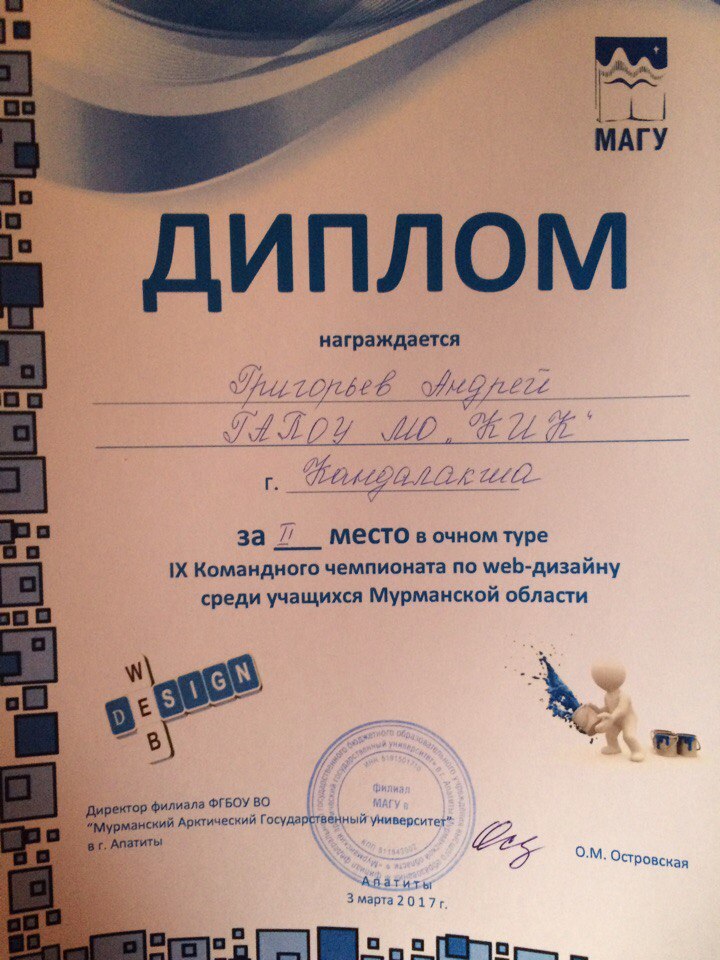 МАГУ
ДИПЛОМ
награждается
Григорьев Андрей
ГАПОУ МО „КИК“
г. Кандалакша
за II место в очном туре
IX Командного чемпионата по web-дизайну
среди учащихся Мурманской области
WEB
DESIGN
Филиал
МАГУ в
Директор филиала ФГБОУ ВО
"Мурманский Арктический Государственный университет"
в г. Апатиты
О.М. Островская
Апатиты
3 марта 2017 г.